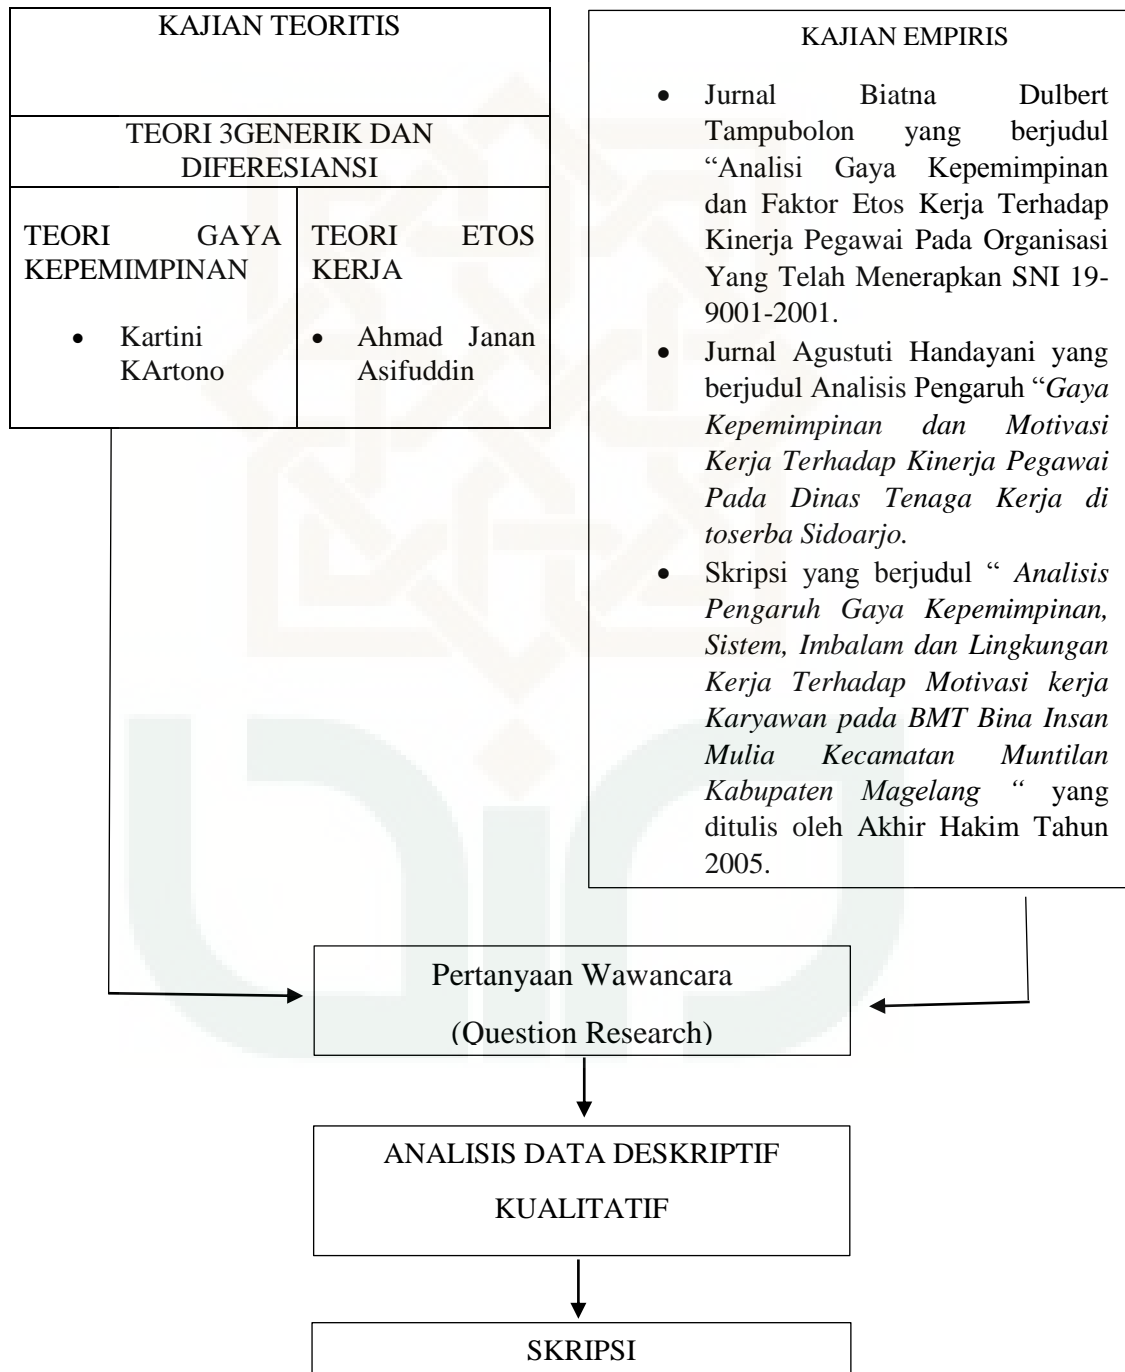 KAJIAN TEORITIS
TEORI 3GENERIK DAN
DIFERESIANSI
TEORI GAYA
KEPEMIMPINAN
• Kartini
KArtono
TEORI ETOS
KERJA
• Ahmad Janan
Asifuddin
KAJIAN EMPIRIS
• Jurnal Biatna Dulbert
Tampubolon yang berjudul
“Analisi Gaya Kepemimpinan
dan Faktor Etos Kerja Terhadap
Kinerja Pegawai Pada Organisasi
Yang Telah Menerapkan SNI 19-
9001-2001.
• Jurnal Agustuti Handayani yang
berjudul Analisis Pengaruh “Gaya
Kepemimpinan dan Motivasi
Kerja Terhadap Kinerja Pegawai
Pada Dinas Tenaga Kerja di
toserba Sidoarjo.
• Skripsi yang berjudul “ Analisis
Pengaruh Gaya Kepemimpinan,
Sistem, Imbalam dan Lingkungan
Kerja Terhadap Motivasi kerja
Karyawan pada BMT Bina Insan
Mulia Kecamatan Muntilan
Kabupaten Magelang “ yang
ditulis oleh Akhir Hakim Tahun
2005.
Pertanyaan Wawancara
(Question Research)
ANALISIS DATA DESKRIPTIF
KUALITATIF
SKRIPSI